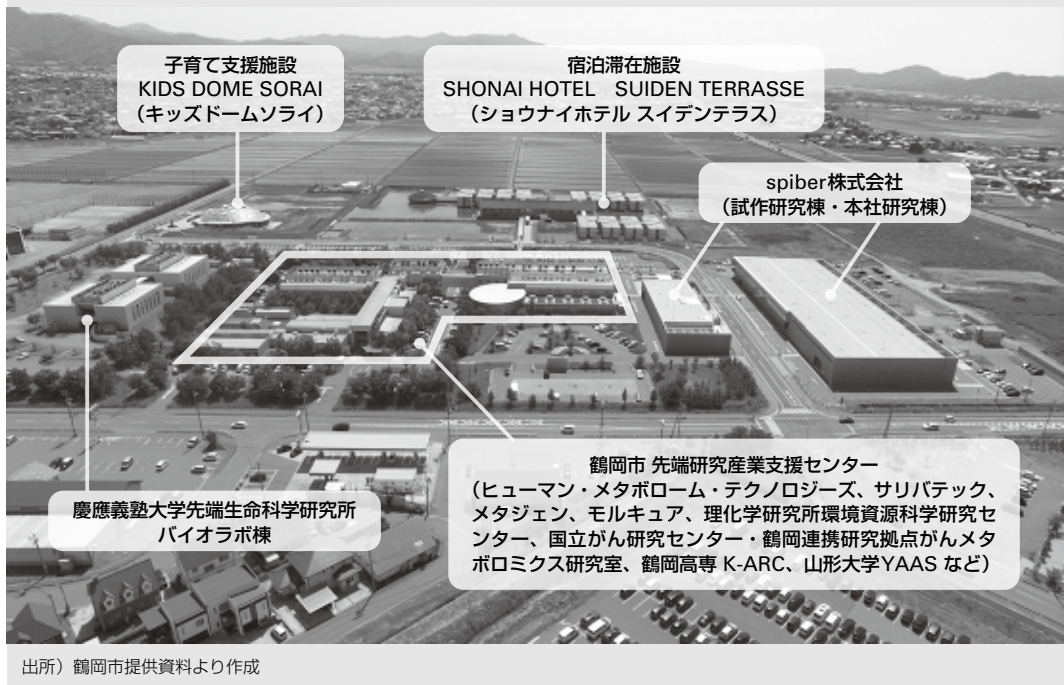 子育て支援施設
KIDS DOME SORAI
（キッズドームソライ）
宿泊滞在施設
SHONAI HOTEL　SUIDEN TERRASSE
（ショウナイホテル スイデンテラス）
spiber株式会社
（試作研究棟・本社研究棟）
慶應義塾大学先端生命科学研究所
バイオラボ棟
鶴岡市 先端研究産業支援センター
（ヒューマン・メタボローム・テクノロジーズ、サリバテック、
メタジェン、モルキュア、理化学研究所環境資源科学研究セ
ンター、国立がん研究センター・鶴岡連携研究拠点がんメタ
ボロミクス研究室、鶴岡高専 K-ARC、山形大学YAAS など）
出所）鶴岡市提供資料より作成